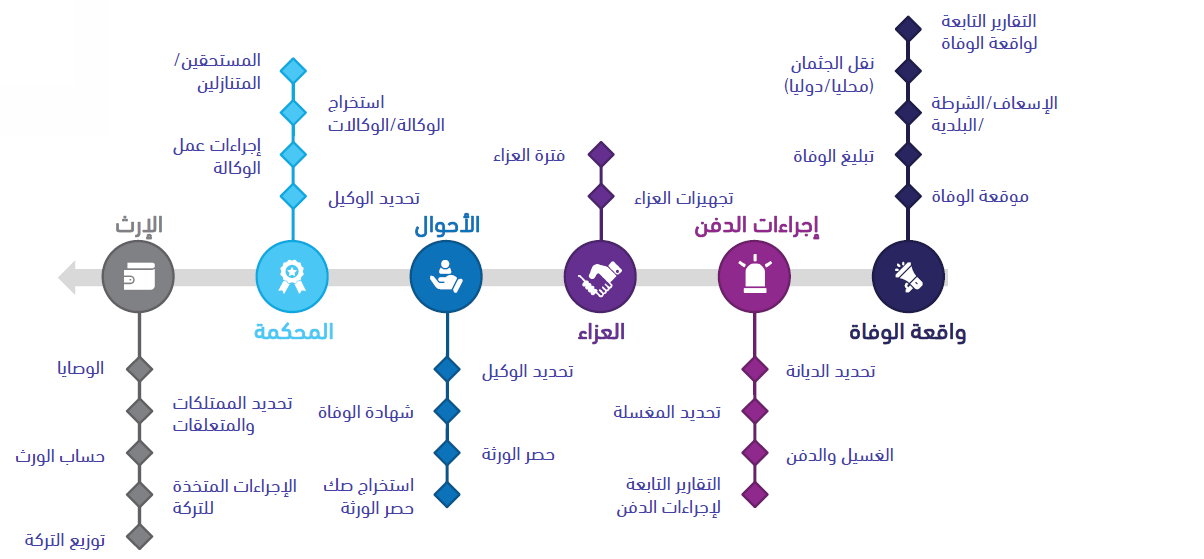 واقعة الوفاة
التقارير التابعة
لواقعة الوفاة
نقل الجثمان
(محليا/دوليا)
الإسعاف/الشرطة
/البلدية
تبليغ الوفاة
موقعة الوفاة
إجراءات الدفن
تحديد الديانة
تحديد المغسلة
الغسيل والدفن
التقارير التابعة
لإجراءات الدفن
العزاء
فترة العزاء
تجهيزات العزاء
الأحوال
تحديد الوكيل
شهادة الوفاة
حصر الورثة
استخراج صك
حصر الورثة
المحكمة
المستحقين/
المتنازلين
استخراج
الوكالة/الوكالات
إجراءات عمل
الوكالة
تحديد الوكيل
الإرث
الوصايا
تحديد الممتلكات
والمتعلقات
حساب الورث
الإجراءات المتخذة
للتركة
توزيع التركة